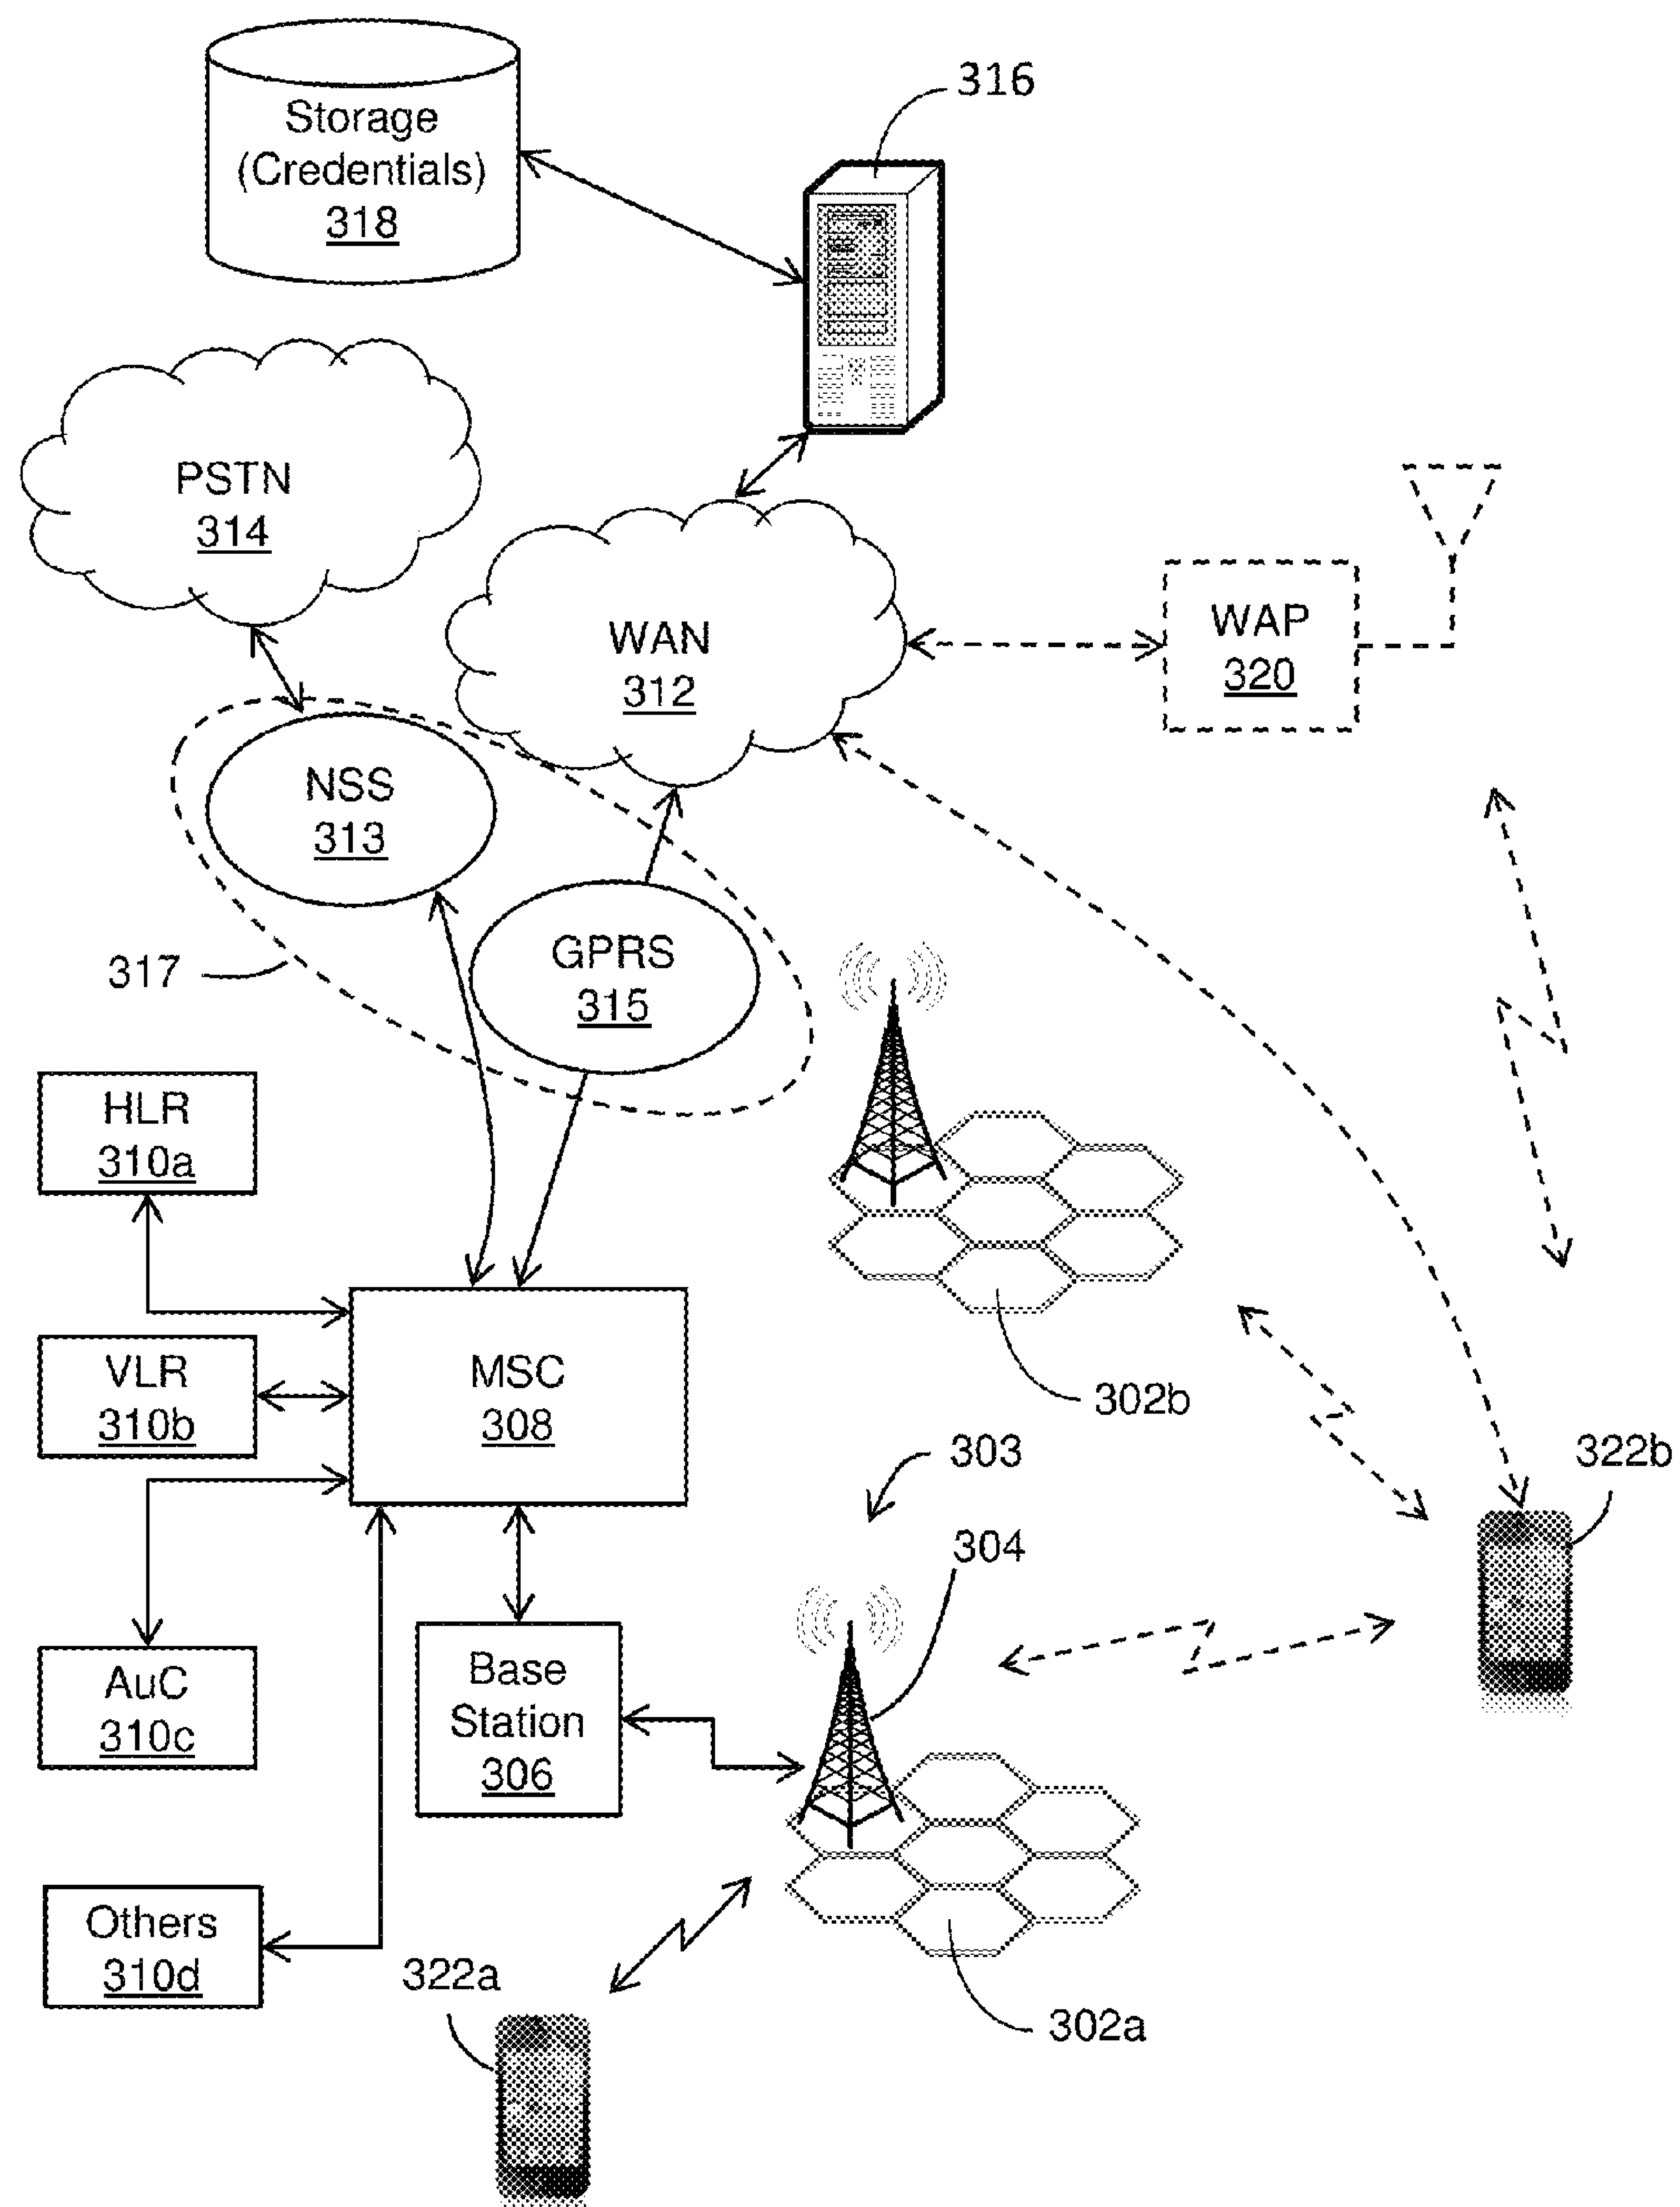 316
Storage
(Credentials)
318
PSTN
314
WAN
312
WAP
320
NSS
313
GPRS
315
317
HLR
310a
VLR
310b
MSC
308
302b
303
322b
304
AuC
310c
Base
Station
306
Others
310d
322a
302a